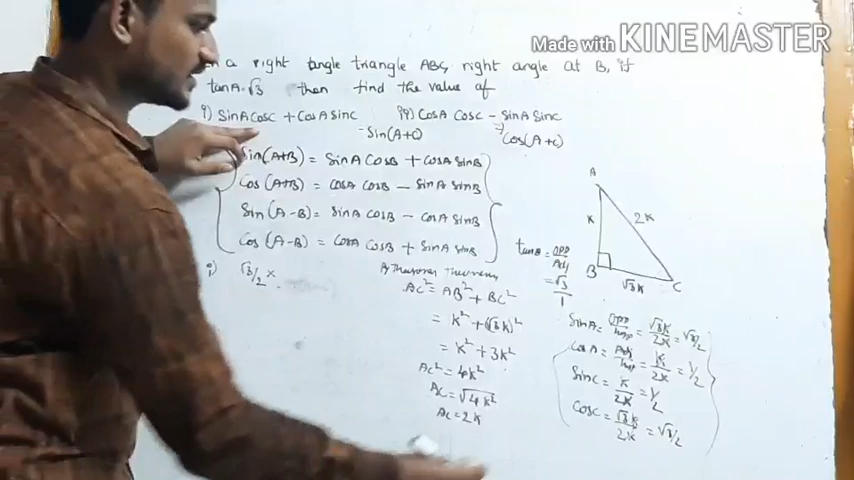 Made with KINEMASTER
n a right tangle triangle ABC, right angle at B, if
tanA=√3 then find the value of
i) SinA CosC + CosA SinC ii) CosA CosC - SinA SinC
=Sin(A+C) ⇒ Cos(A+C)
Sin(A+B) = SinA CosB + CosA SinB
Cos(A+B) = CosA CosB - SinA SinB
Sin(A-B) = SinA CosB - CosA SinB
Cos(A-B) = CosA CosB + SinA SinB
i) √3/2 ×
By Theorem
AC² = AB² + BC²
= K² + (√3K)²
= K² + 3K²
AC² = 4K²
AC = √4K²
AC = 2K
tanθ = opp/Adj
= √3/1
A
K
2K
B
√3K
C
SinA = opp/hyp = √3K/2K = √3/2
CosA = Adj/hyp = K/2K = 1/2
SinC = K/2K = 1/2
CosC = √3K/2K = √3/2